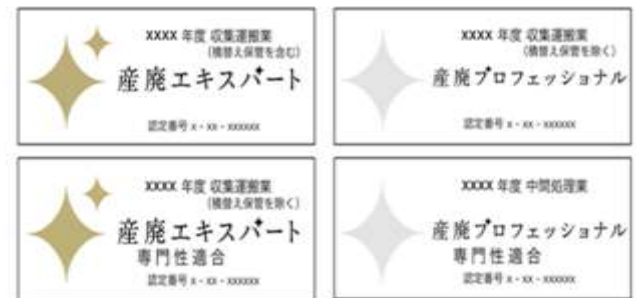 XXXX 年度 収集運搬業
(積替え保管を含む)
産廃エキスパート
認定番号 x - xx - xxxxxx
XXXX 年度 収集運搬業
(積替え保管を除く)
産廃プロフェッショナル
認定番号 x - xx - xxxxxx
XXXX 年度 収集運搬業
(積替え保管を除く)
産廃エキスパート
専門性適合
認定番号 x - xx - xxxxxx
XXXX 年度 中間処理業
産廃プロフェッショナル
専門性適合
認定番号 x - xx - xxxxxx